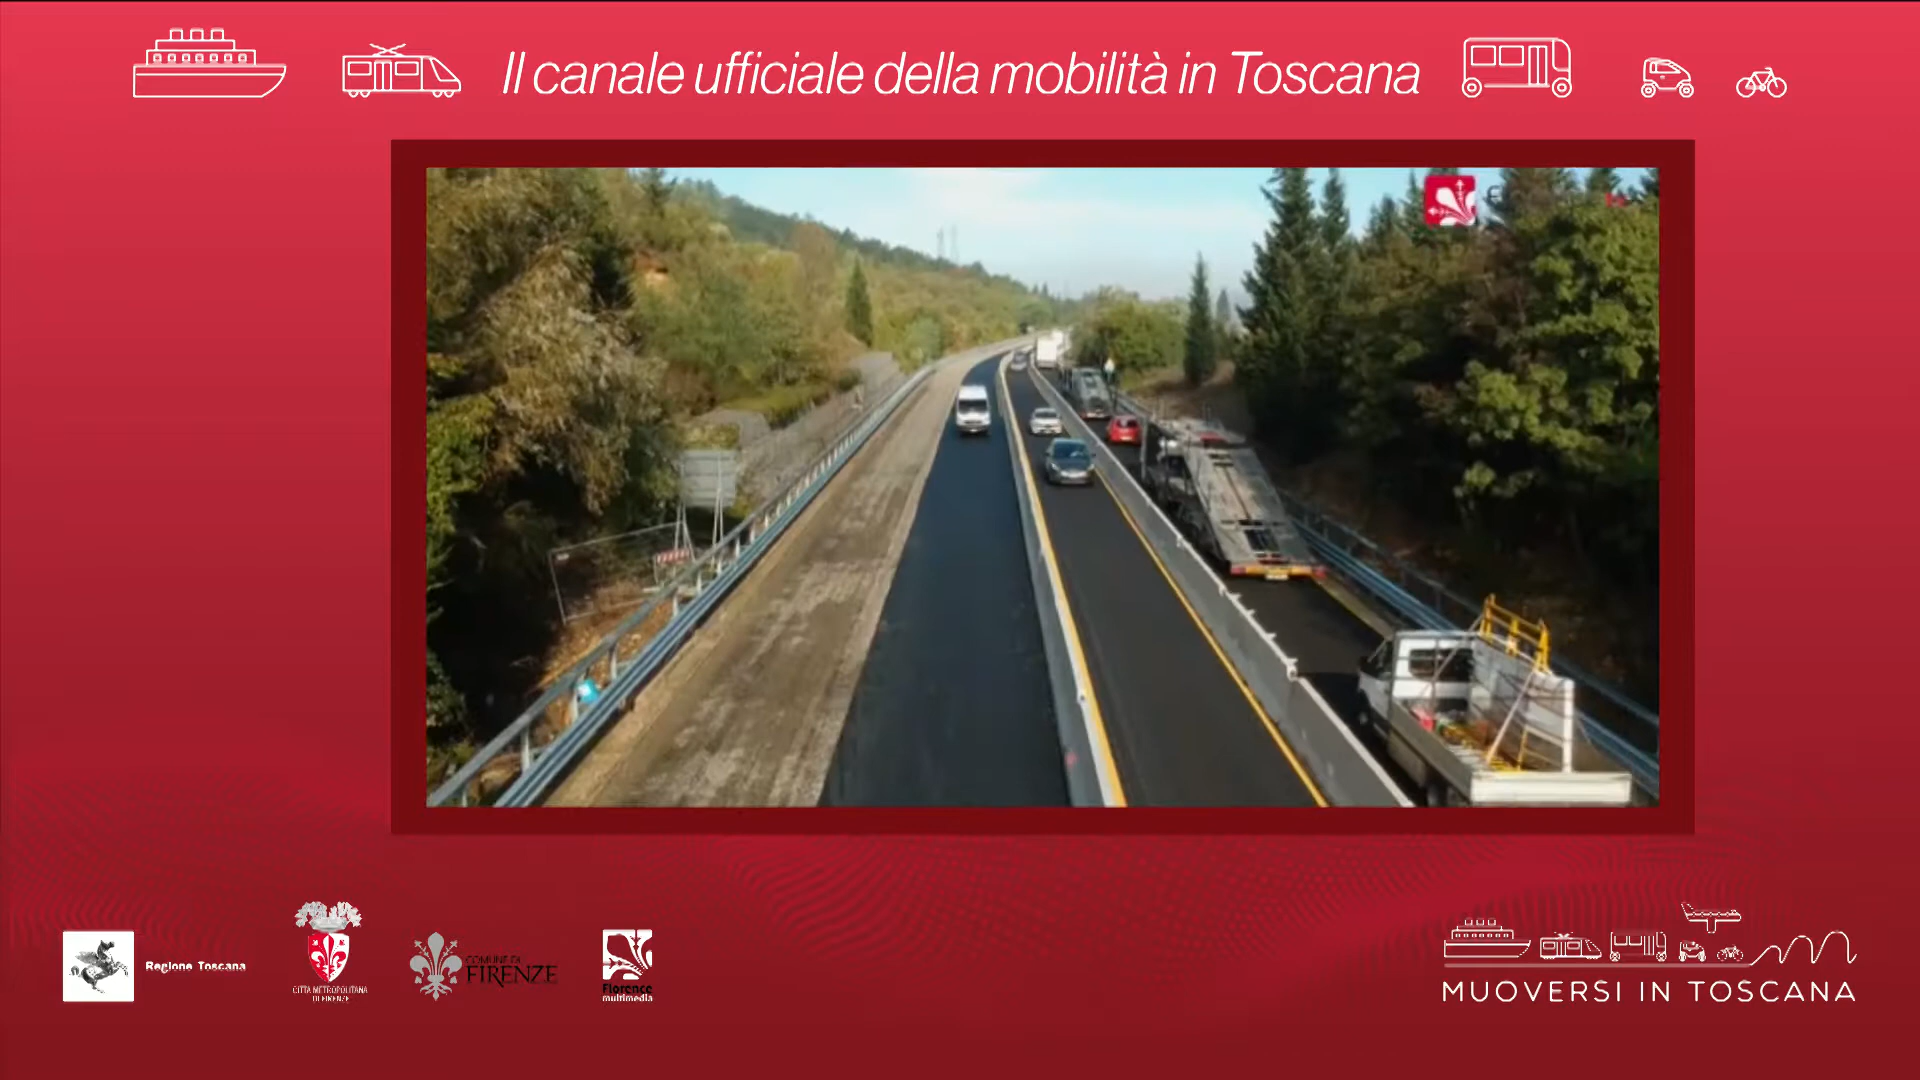 Il canale ufficiale della mobilità in Toscana
Regione Toscana
CITTÀ METROPOLITANA
DI FIRENZE
COMUNE DI
FIRENZE
Florence
multimedia
MUOVERSI IN TOSCANA